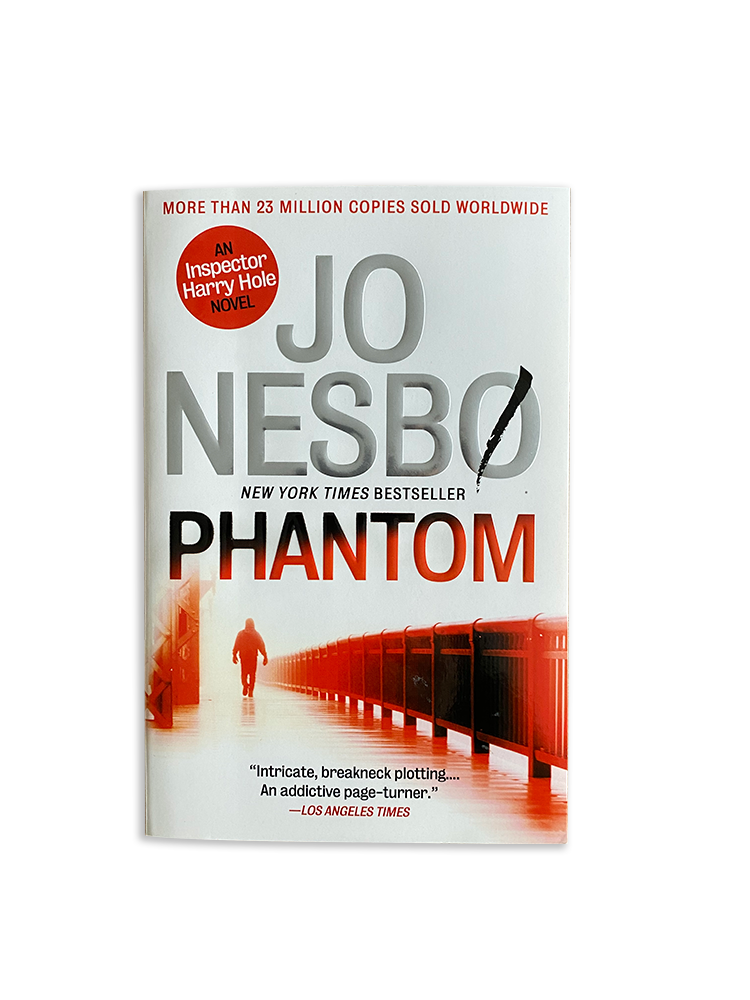 MORE THAN 23 MILLION COPIES SOLD WORLDWIDE
AN
Inspector
Harry Hole
NOVEL
JO
NESBØ
NEW YORK TIMES BESTSELLER
PHANTOM
“Intricate, breakneck plotting....
An addictive page-turner.”
—LOS ANGELES TIMES